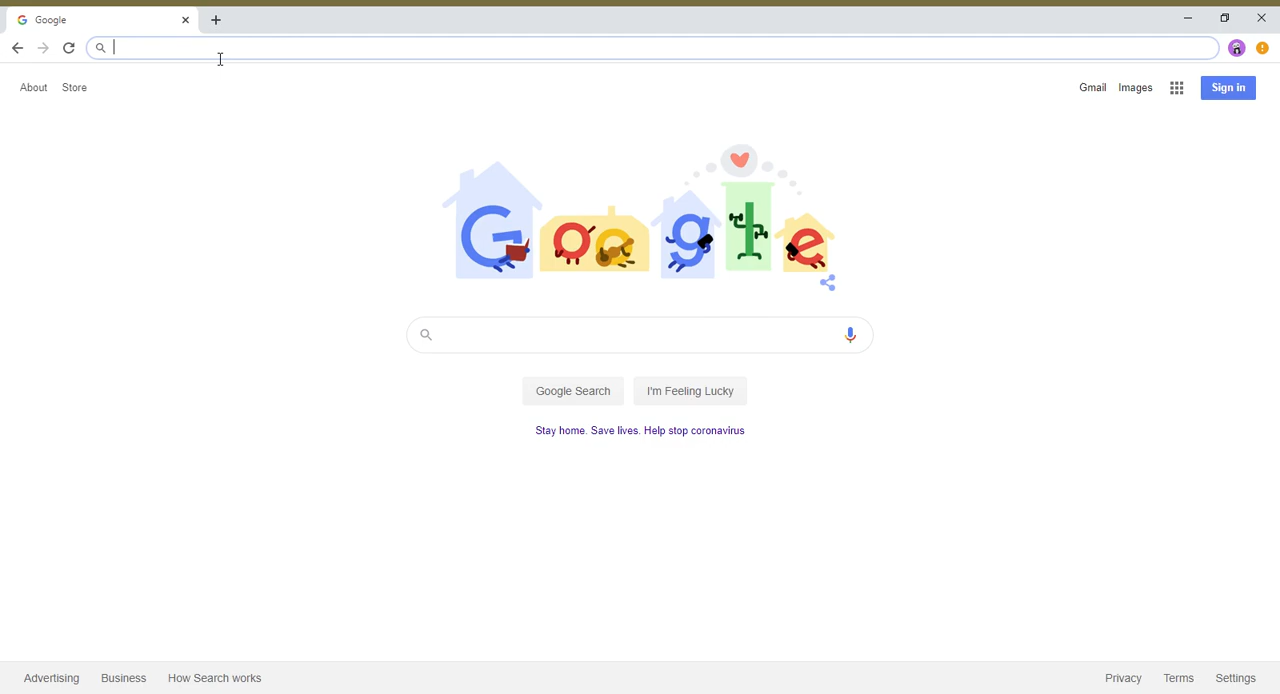 Google
About Store
Gmail Images Sign in
Google
Google Search I'm Feeling Lucky
Stay home. Save lives. Help stop coronavirus
Advertising Business How Search works
Privacy Terms Settings